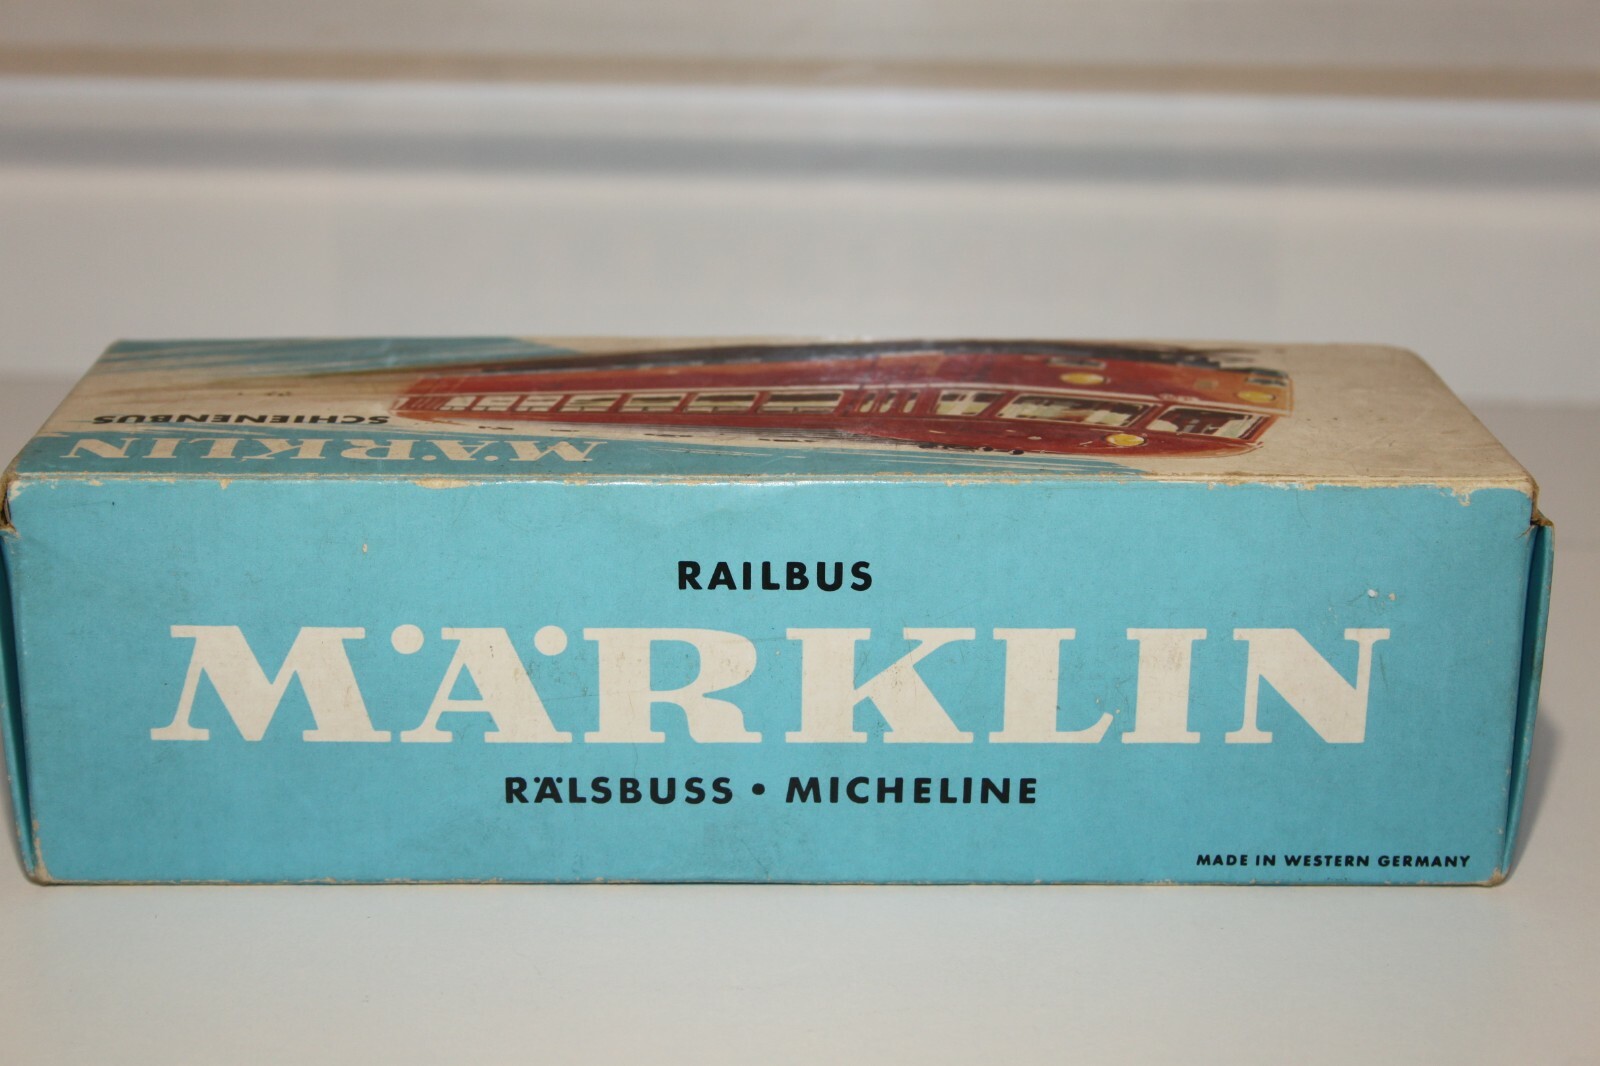 SCHIENENBUS
MÄRKLIN
RAILBUS
MÄRKLIN
RÄLSBUSS • MICHELINE
MADE IN WESTERN GERMANY